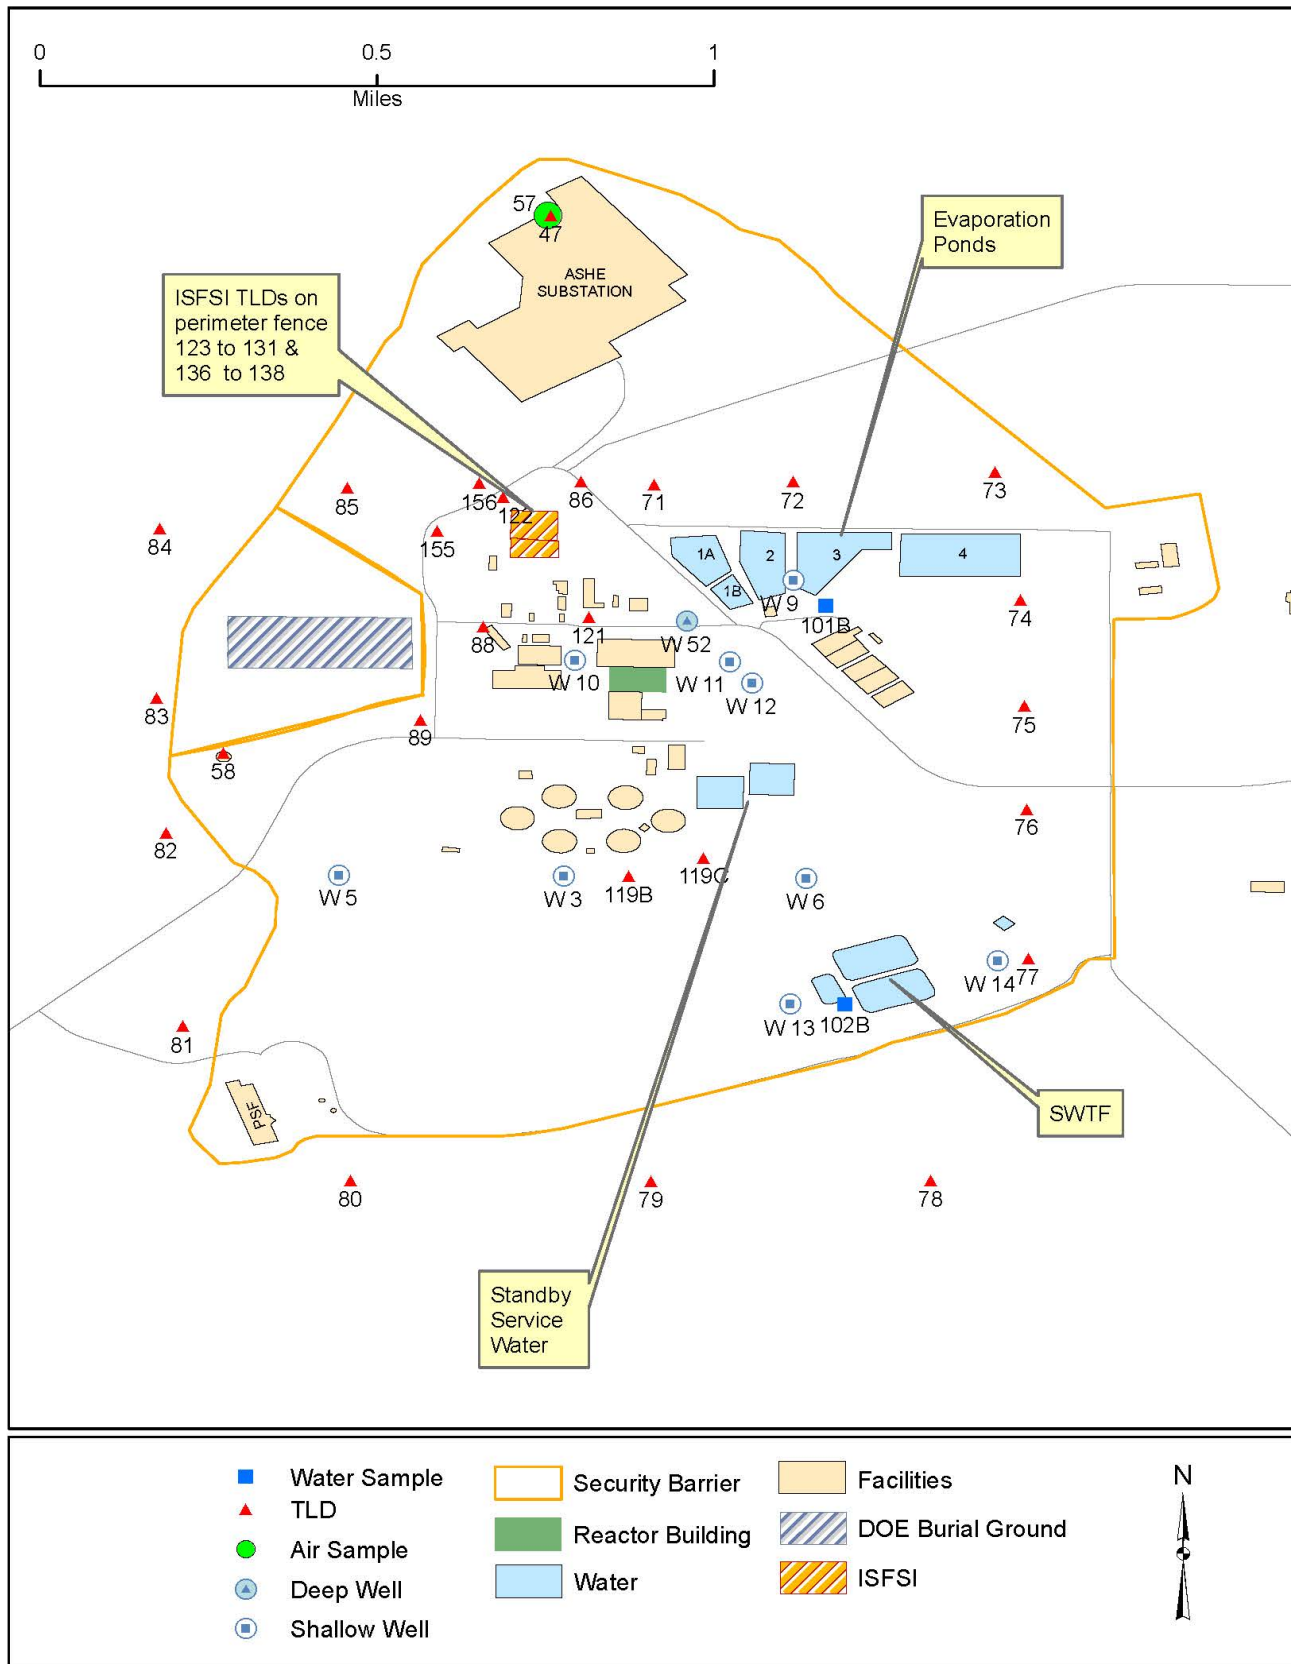 0
0.5
1
Miles
57
47
ASHE
SUBSTATION
Evaporation
Ponds
ISFSI TLDs on
perimeter fence
123 to 131 &
136 to 138
85
156
122
86
71
72
73
84
155
1A
1B
2
3
4
W 9
101B
74
88
121
W 52
W 10
W 11
W 12
83
89
75
58
82
76
W 5
W 3
119B
119C
W 6
W 14
77
W 13
102B
81
PSF
SWTF
80
79
78
Standby
Service
Water
Water Sample
TLD
Air Sample
Deep Well
Shallow Well
Security Barrier
Reactor Building
Water
Facilities
DOE Burial Ground
ISFSI
N